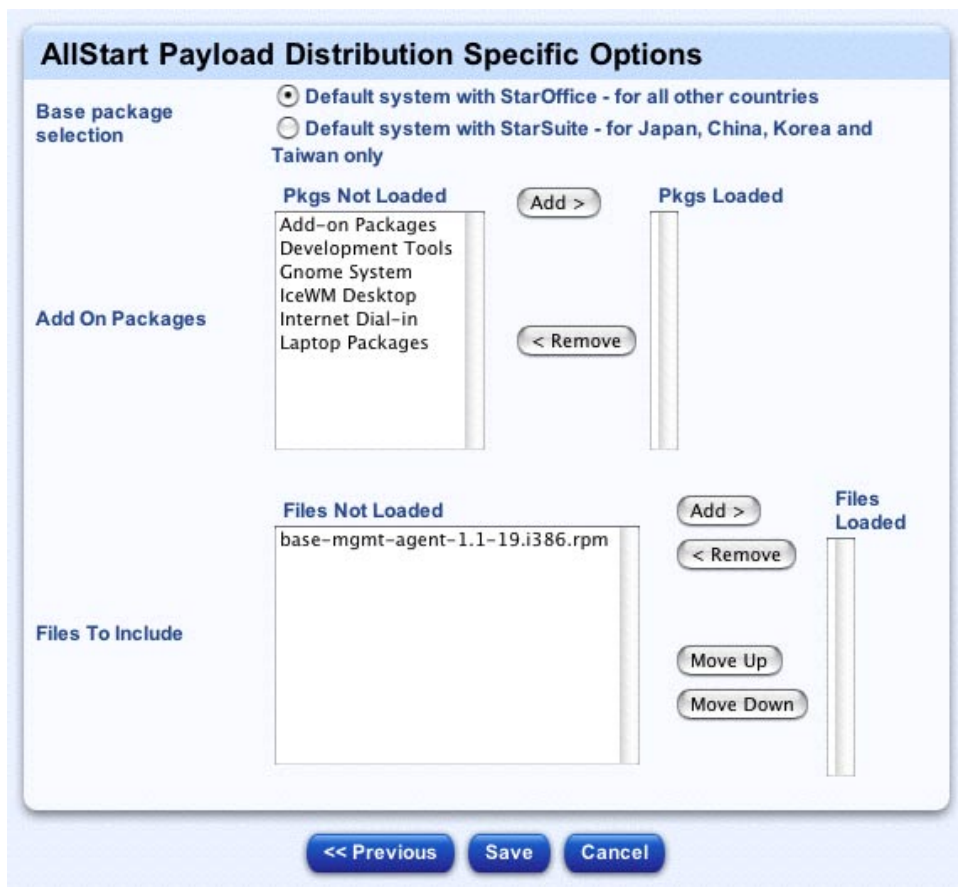 AllStart Payload Distribution Specific Options
Base package
selection
Default system with StarOffice - for all other countries
Default system with StarSuite - for Japan, China, Korea and
Taiwan only
Add On Packages
Pkgs Not Loaded
Add-on Packages
Development Tools
Gnome System
IceWM Desktop
Internet Dial-in
Laptop Packages
Add >
< Remove
Pkgs Loaded
Files To Include
Files Not Loaded
base-mgmt-agent-1.1-19.i386.rpm
Add >
< Remove
Move Up
Move Down
Files
Loaded
<< Previous
Save
Cancel